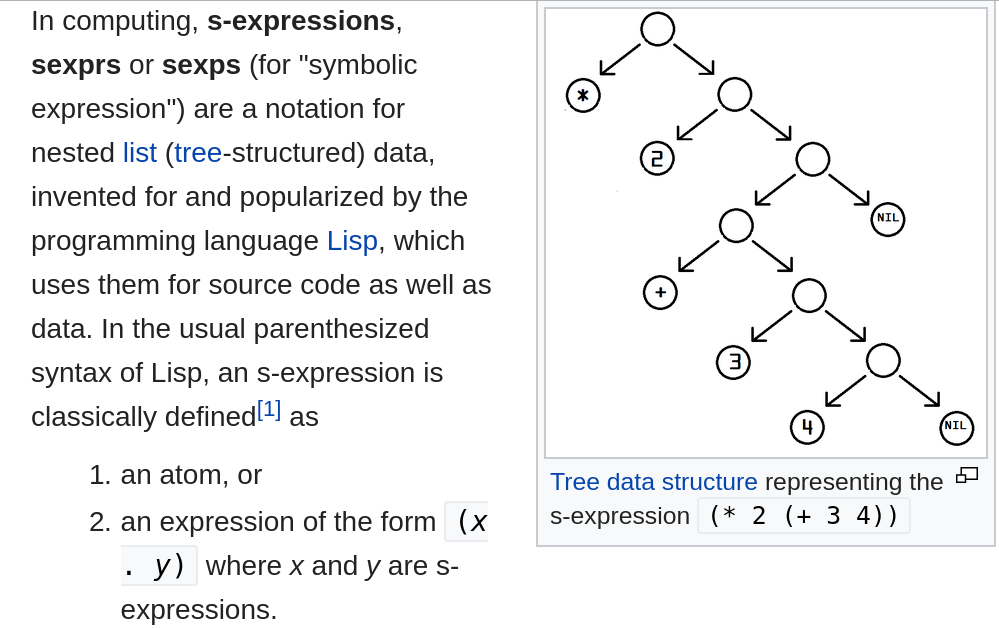 In computing, s-expressions,
sexprs or sexps (for "symbolic
expression") are a notation for
nested list (tree-structured) data,
invented for and popularized by the
programming language Lisp, which
uses them for source code as well as
data. In the usual parenthesized
syntax of Lisp, an s-expression is
classically defined[1] as
1. an atom, or
2. an expression of the form (x
. y) where x and y are s-
expressions.
*
2
NIL
+
3
4
NIL
Tree data structure representing the
s-expression (* 2 (+ 3 4))